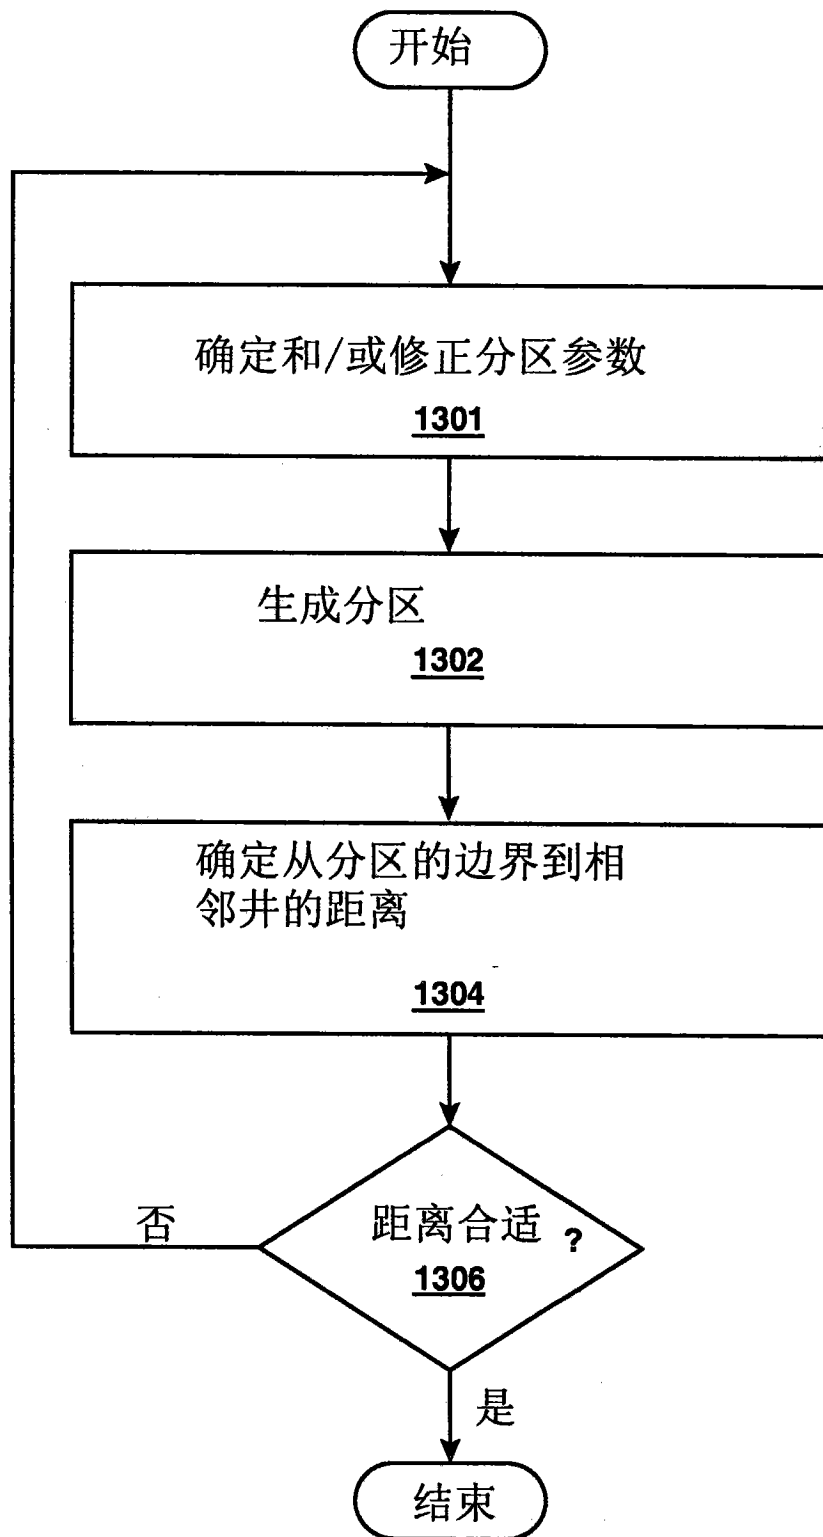 开始
确定和/或修正分区参数
1301
生成分区
1302
确定从分区的边界到相
邻井的距离
1304
否
距离合适 ?
1306
是
结束